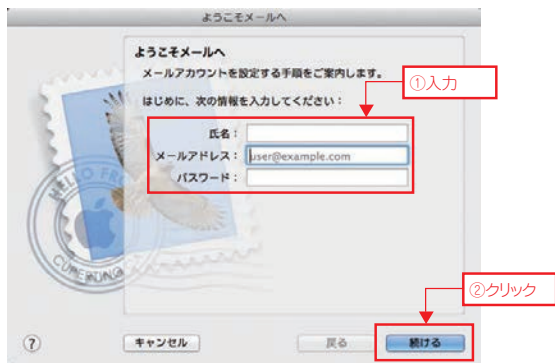 ようこそメールへ
ようこそメールへ
メールアカウントを設定する手順をご案内します。
①入力
はじめに、次の情報を入力してください：
氏名：
メールアドレス： user@example.com
パスワード：
HELLO FR
CUPERTINO
②クリック
?
キャンセル
戻る
続ける